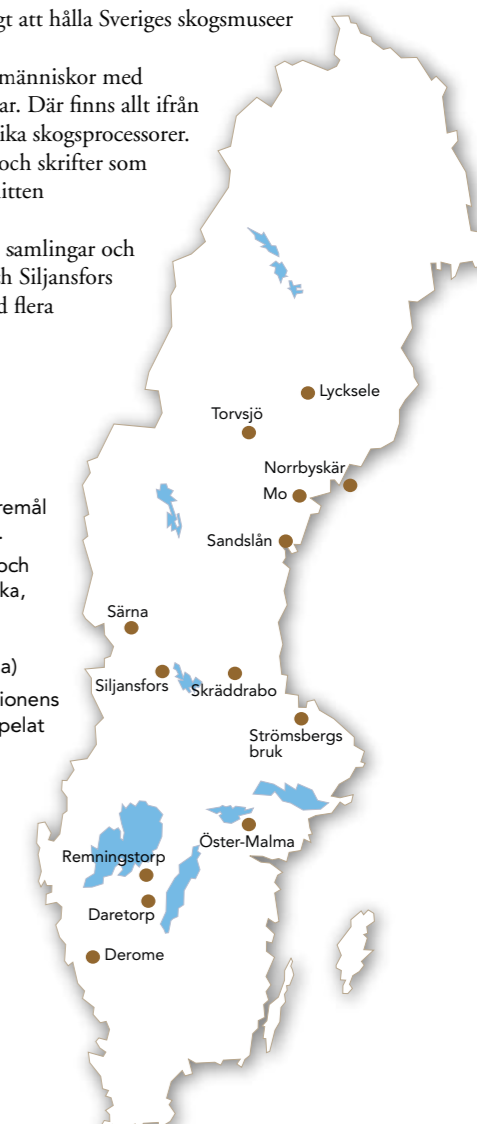 gt att hålla Sveriges skogsmuseer
människor med
ar. Där finns allt ifrån
ika skogsprocessorer.
och skrifter som
itten
samlingar och
h Siljansfors
d flera
Lycksele
Torvsjö
Norrbyskär
Mo
remål
.
Sandslån
och
ka,
Särna
a)
Siljansfors
Skräddrabo
ionens
pelat
Strömsbergs
bruk
Öster-Malma
Remningstorp
Daretorp
Derome